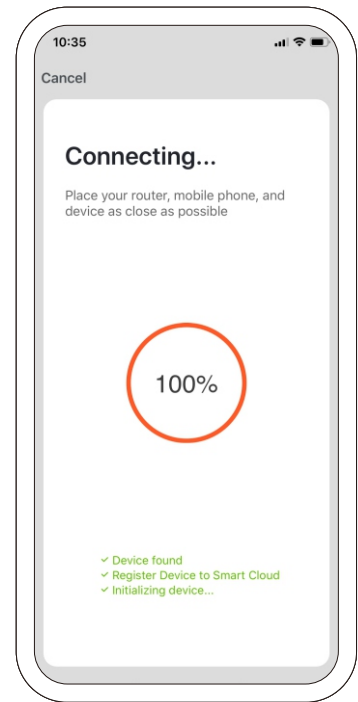 10:35
Cancel
Connecting...
Place your router, mobile phone, and
device as close as possible
100%
✓ Device found
✓ Register Device to Smart Cloud
✓ Initializing device...